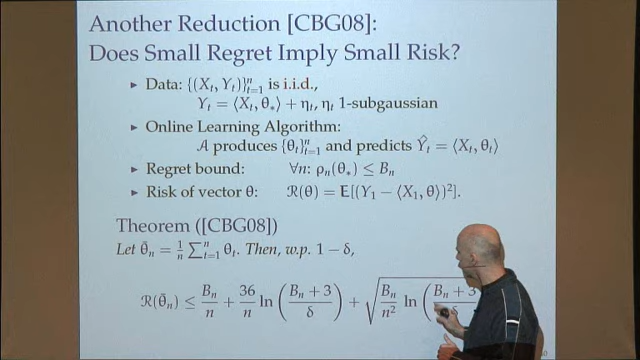 Another Reduction [CBG08]:
Does Small Regret Imply Small Risk?
▸ Data: {(X_t, Y_t)}_{t=1}^n is i.i.d.,
Y_t = ⟨X_t, θ_*⟩ + η_t, η_t 1-subgaussian
▸ Online Learning Algorithm:
A produces {θ_t}_{t=1}^n and predicts Ŷ_t = ⟨X_t, θ_t⟩
▸ Regret bound: ∀n: ρ_n(θ_*) ≤ B_n
▸ Risk of vector θ: R(θ) = E[(Y_1 − ⟨X_1, θ⟩)²].
Theorem ([CBG08])
Let θ̄_n = 1/n ∑_{t=1}^n θ_t. Then, w.p. 1 − δ,
R(θ̄_n) ≤ B_n/n + 36/n ln((B_n + 3)/δ) + √(B_n/n² ln((B_n + 3)/δ